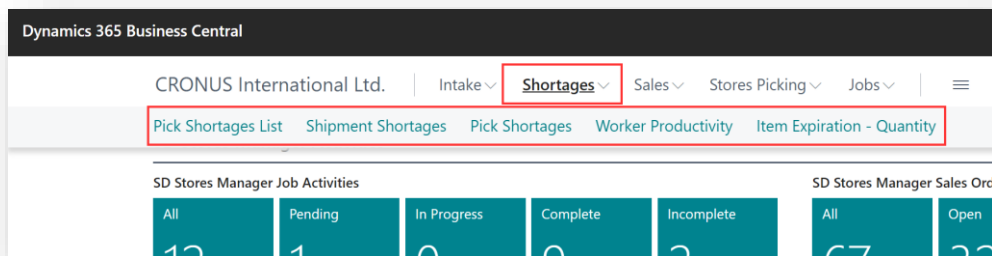 Dynamics 365 Business Central
CRONUS International Ltd. Intake Shortages Sales Stores Picking Jobs
Pick Shortages List Shipment Shortages Pick Shortages Worker Productivity Item Expiration - Quantity
SD Stores Manager Job Activities SD Stores Manager Sales Ord
All Pending In Progress Complete Incomplete All Open